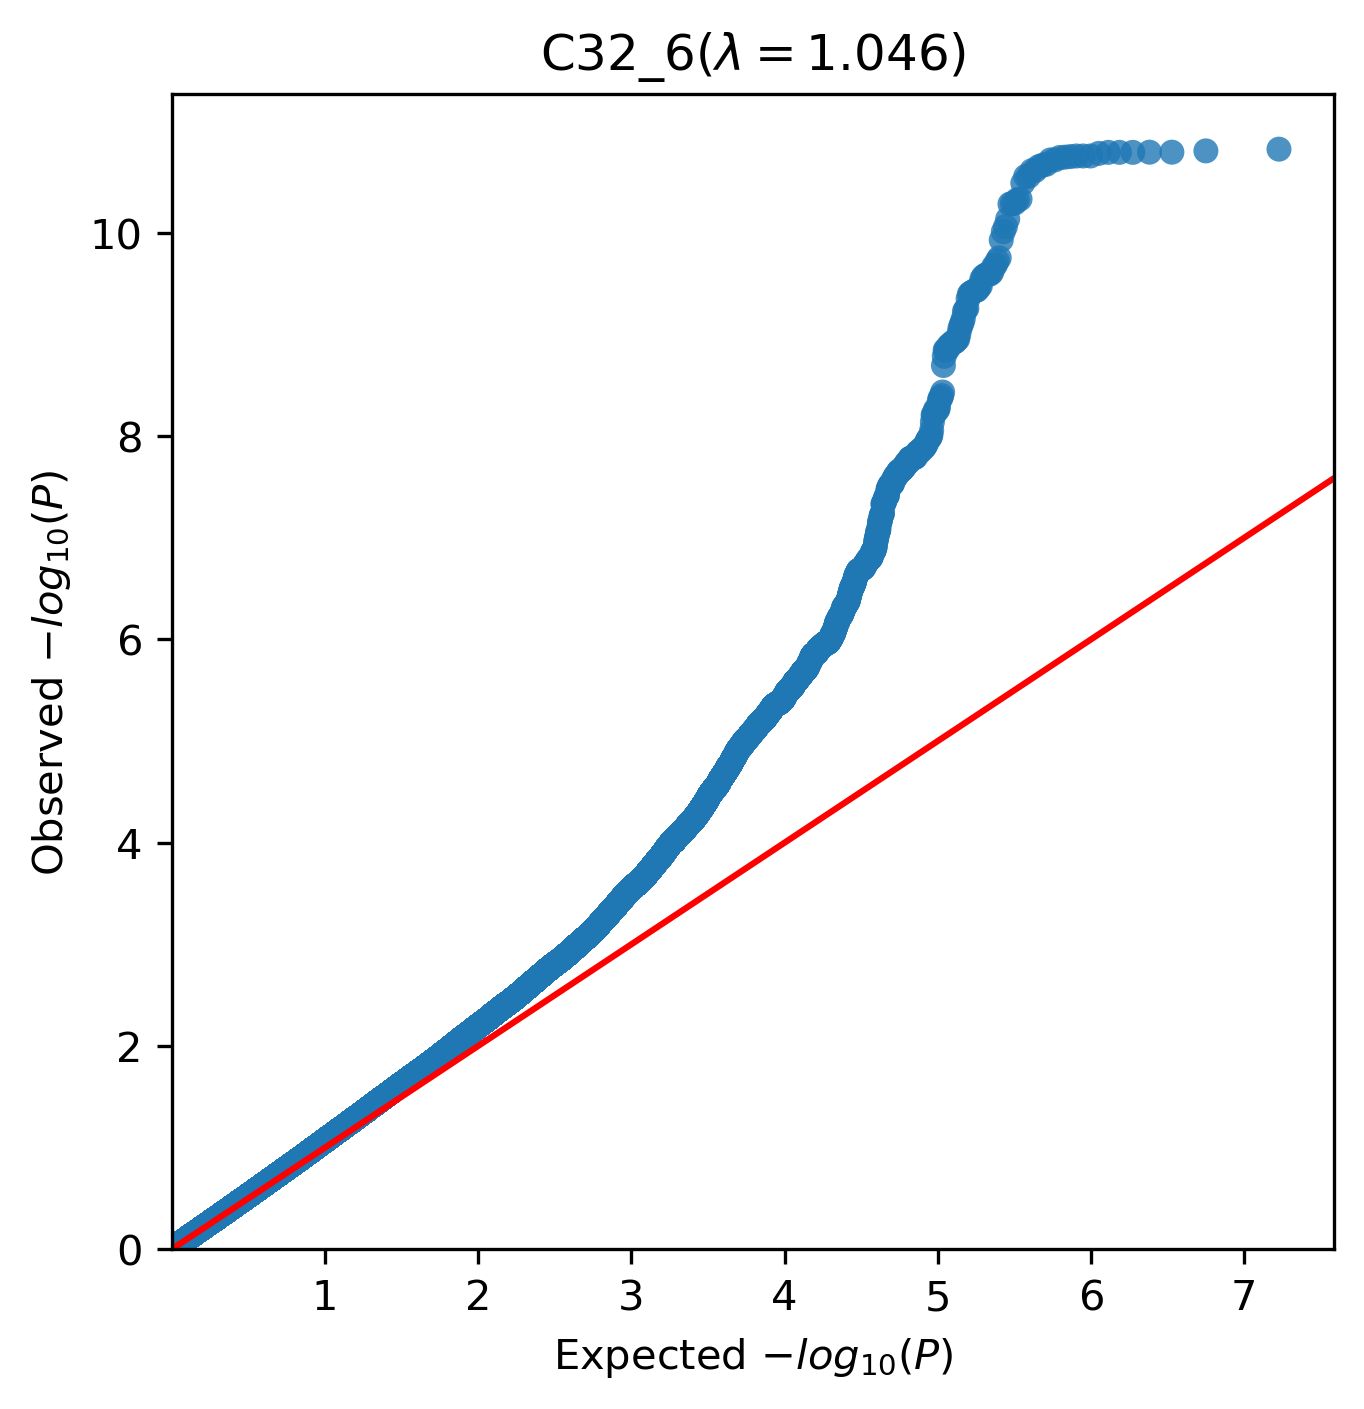 C32_6(λ = 1.046)
10
8
6
4
2
0
Observed −log₁₀(P)
1 2 3 4 5 6 7
Expected −log₁₀(P)